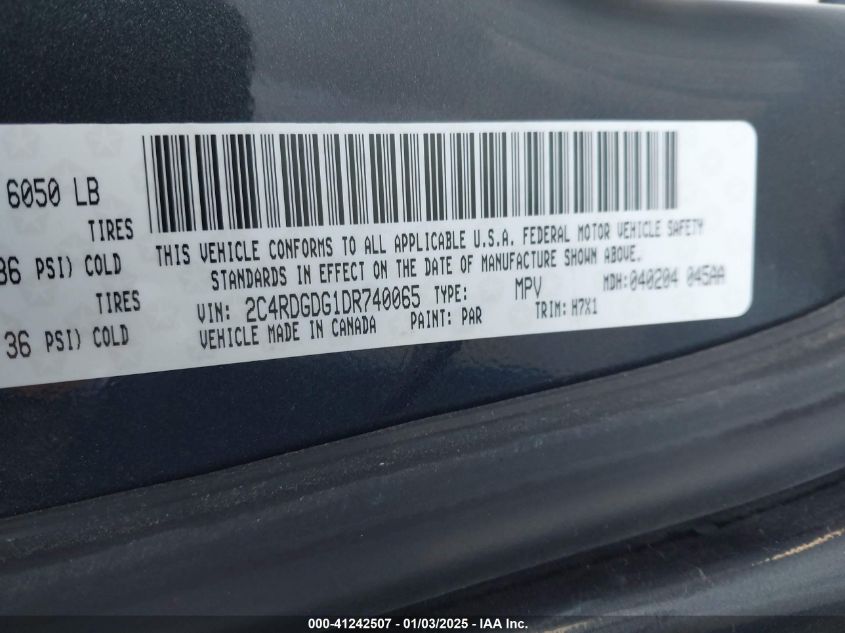 6050 LB
TIRES
36 PSI) COLD
TIRES
36 PSI) COLD
THIS VEHICLE CONFORMS TO ALL APPLICABLE U.S.A. FEDERAL MOTOR VEHICLE SAFETY
STANDARDS IN EFFECT ON THE DATE OF MANUFACTURE SHOWN ABOVE.
VIN: 2C4RDGDG1DR740065 TYPE: MPV MDH: 040204 045AA
VEHICLE MADE IN CANADA PAINT: PAR TRIM: H7X1
000-41242507 - 01/03/2025 - IAA Inc.